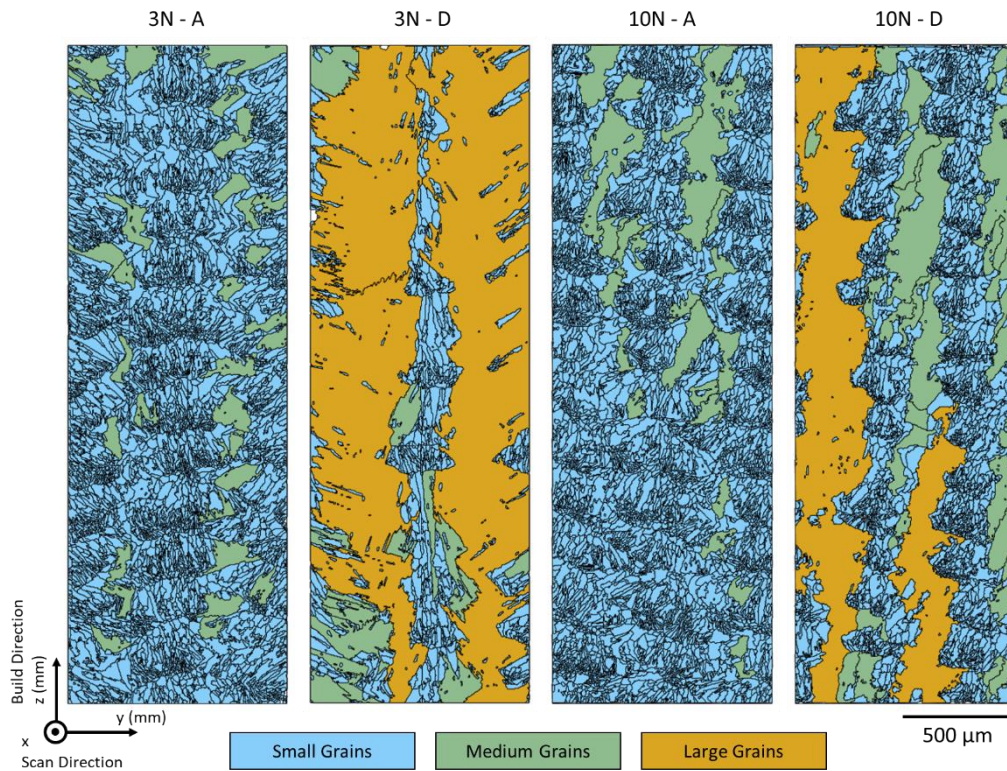 3N - A
3N - D
10N - A
10N - D
Build Direction
z (mm)
y (mm)
x
Scan Direction
Small Grains
Medium Grains
Large Grains
500 µm